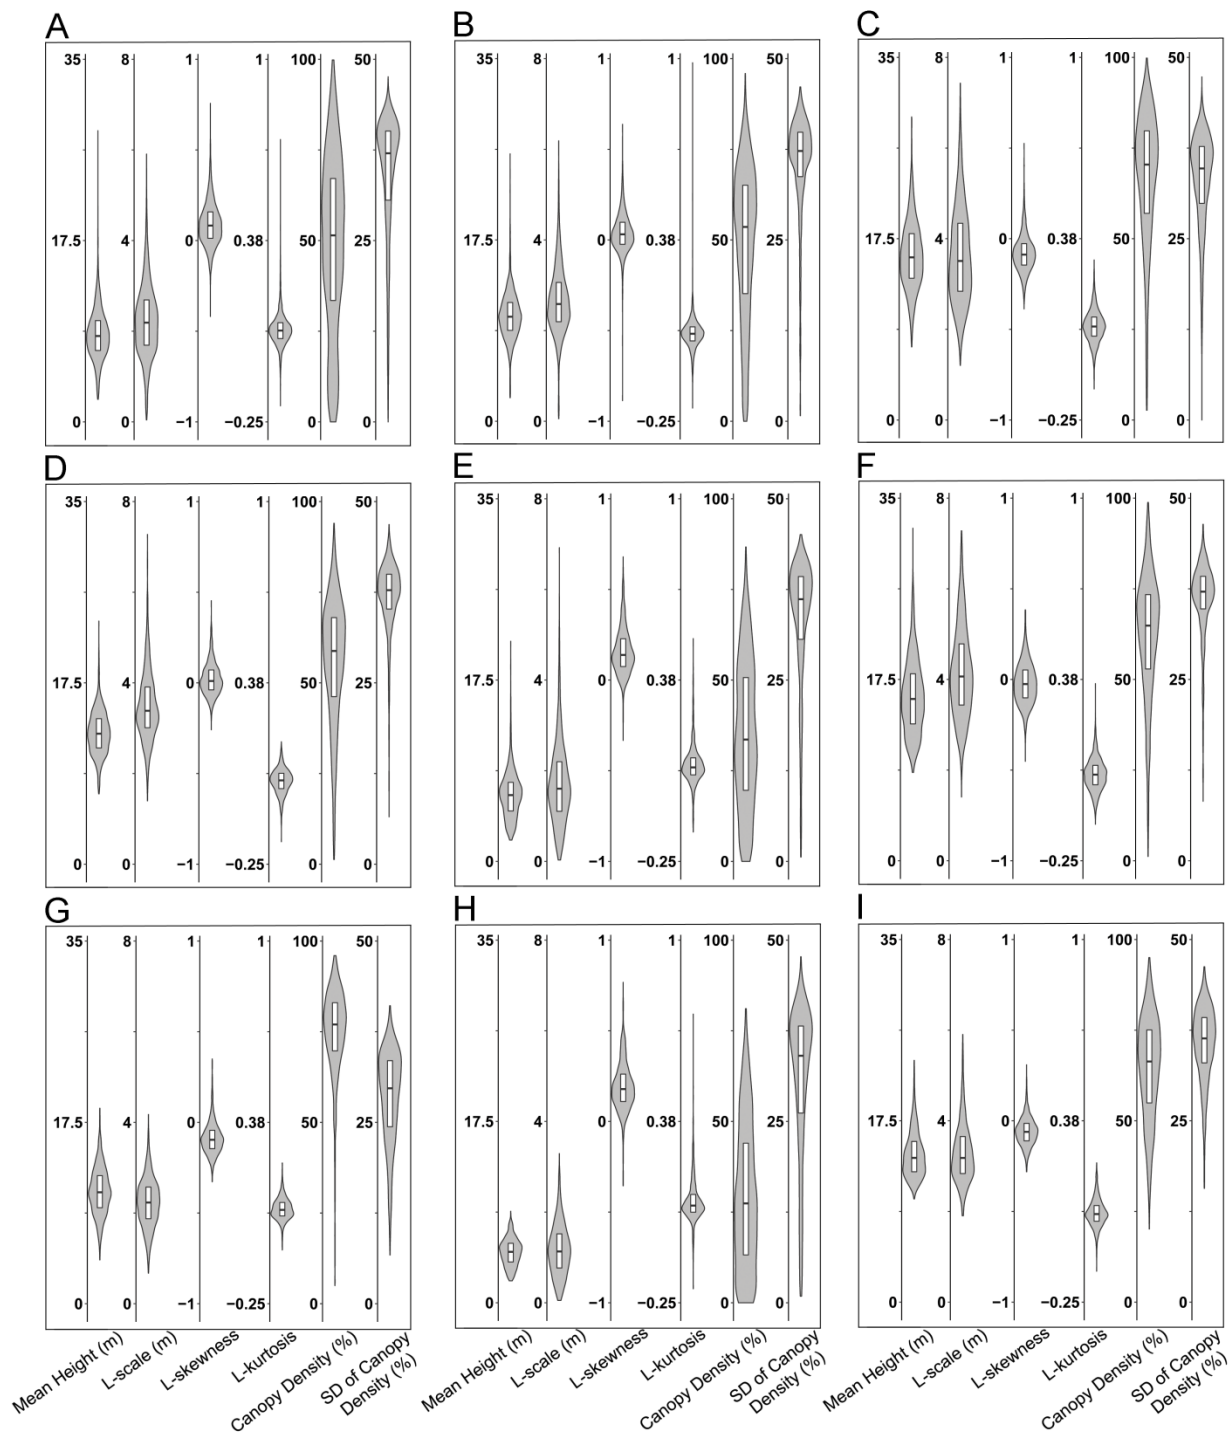 A
B
C
35 8 1 1 100 50
35 8 1 1 100 50
35 8 1 1 100 50
17.5 4 0 0.38 50 25
17.5 4 0 0.38 50 25
17.5 4 0 0.38 50 25
0 0 −1 −0.25 0 0
0 0 −1 −0.25 0 0
0 0 −1 −0.25 0 0
D
E
F
35 8 1 1 100 50
35 8 1 1 100 50
35 8 1 1 100 50
17.5 4 0 0.38 50 25
17.5 4 0 0.38 50 25
17.5 4 0 0.38 50 25
0 0 −1 −0.25 0 0
0 0 −1 −0.25 0 0
0 0 −1 −0.25 0 0
G
H
I
35 8 1 1 100 50
35 8 1 1 100 50
35 8 1 1 100 50
17.5 4 0 0.38 50 25
17.5 4 0 0.38 50 25
17.5 4 0 0.38 50 25
0 0 −1 −0.25 0 0
0 0 −1 −0.25 0 0
0 0 −1 −0.25 0 0
Mean Height (m)
L-scale (m)
L-skewness
L-kurtosis
Canopy Density (%)
SD of Canopy
Density (%)
Mean Height (m)
L-scale (m)
L-skewness
L-kurtosis
Canopy Density (%)
SD of Canopy
Density (%)
Mean Height (m)
L-scale (m)
L-skewness
L-kurtosis
Canopy Density (%)
SD of Canopy
Density (%)